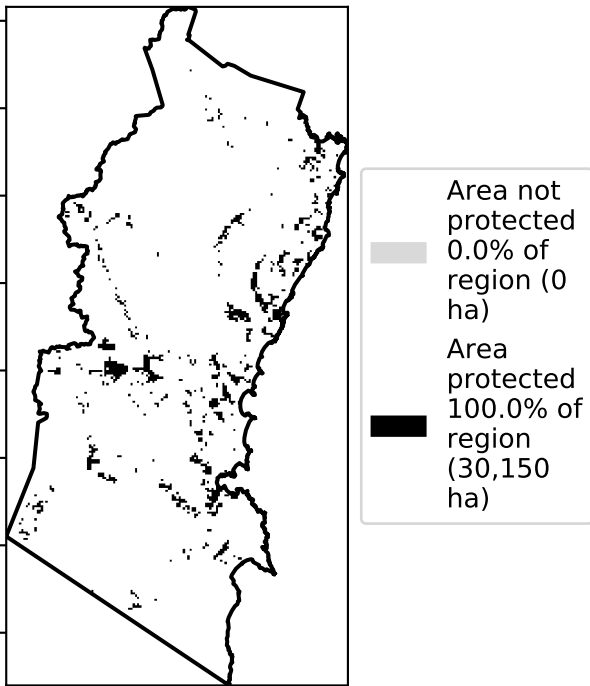 Area not
protected
0.0% of
region (0
ha)
Area
protected
100.0% of
region
(30,150
ha)